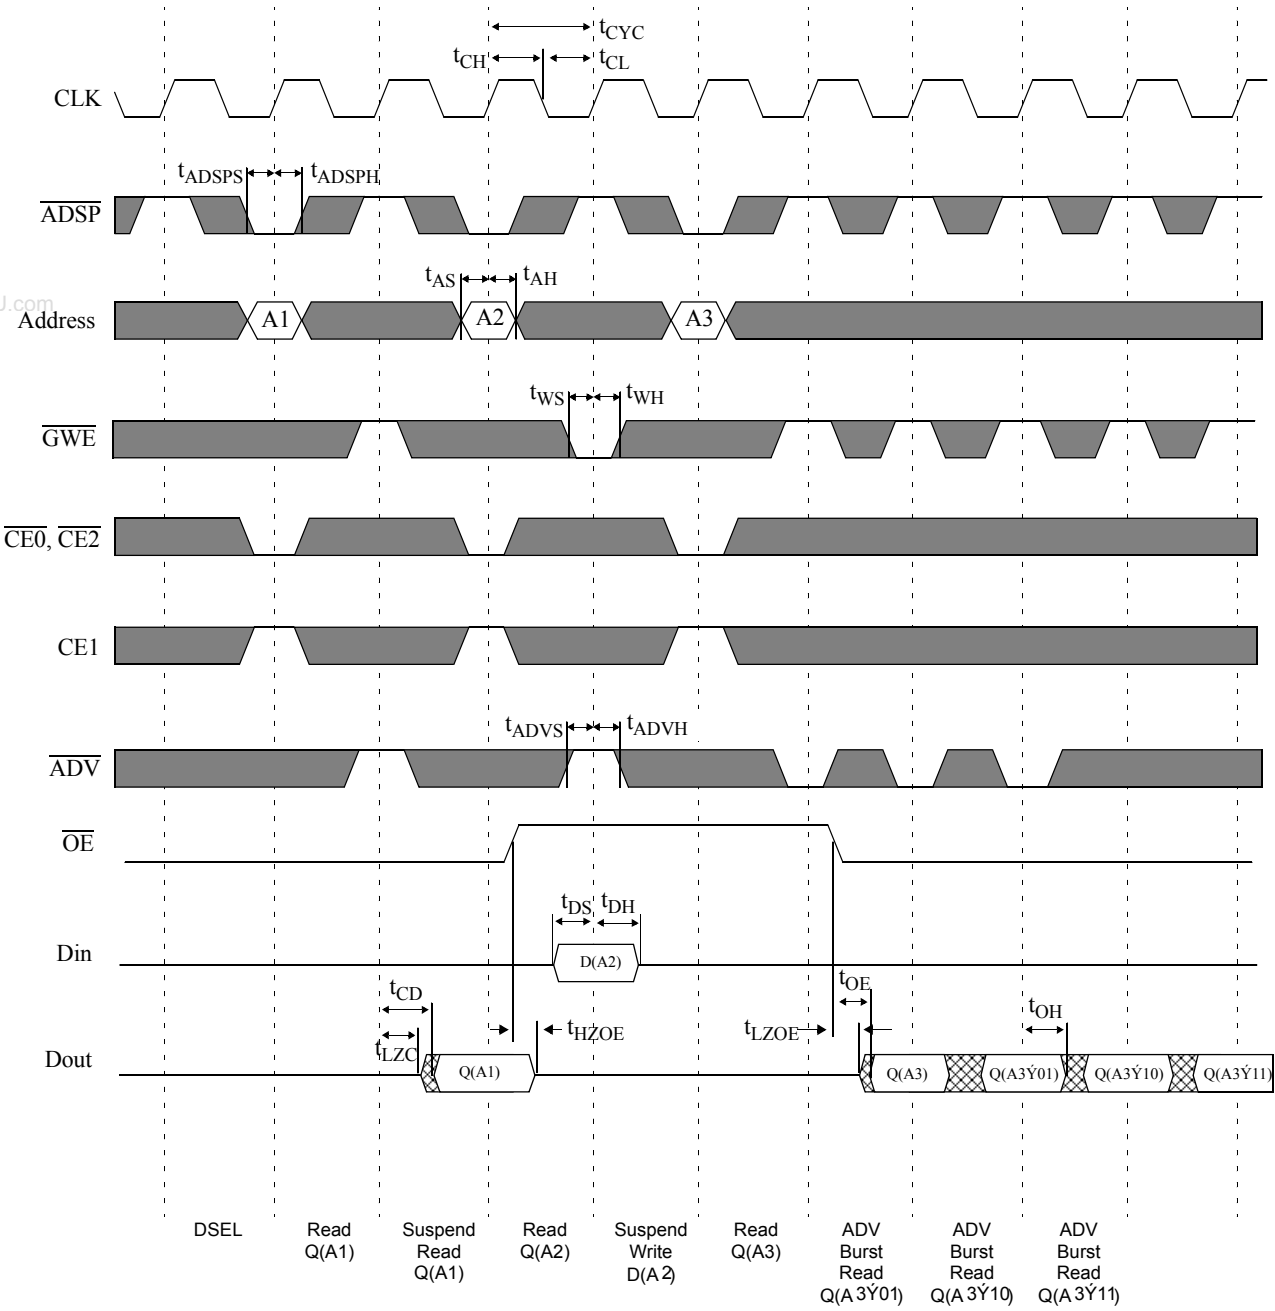 tCYC
tCH tCL
CLK
tADSPS tADSPH
ADSP
tAS tAH
J.com
Address A1 A2 A3
tWS tWH
GWE
CE0, CE2
CE1
tADVS tADVH
ADV
OE
tDS tDH
Din D(A2)
tCD tOE tOH
tLZC tHZOE tLZOE
Dout Q(A1) Q(A3) Q(A3Ý01) Q(A3Ý10) Q(A3Ý11)
DSEL Read Suspend Read Suspend Read ADV ADV ADV
Q(A1) Read Q(A2) Write Q(A3) Burst Burst Burst
Q(A1) D(A2) Read Read Read
Q(A3Ý01) Q(A3Ý10) Q(A3Ý11)